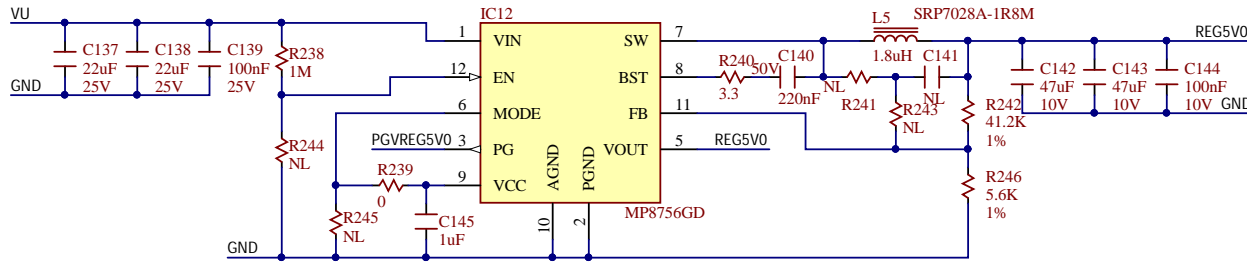 VU
C137
22uF
25V
C138
22uF
25V
C139
100nF
25V
R238
1M
GND
R244
NL
PGVREG5V0
R239
0
R245
NL
C145
1uF
GND
IC12
1
VIN
12
EN
6
MODE
3
PG
9
VCC
SW
7
BST
8
FB
11
VOUT
5
AGND
10
PGND
2
MP8756GD
REG5V0
R240
3.3
50V
C140
220nF
L5
SRP7028A-1R8M
1.8uH
NL
R241
C141
NL
R243
NL
R242
41.2K
1%
R246
5.6K
1%
REG5V0
C142
47uF
10V
C143
47uF
10V
C144
100nF
10V
GND